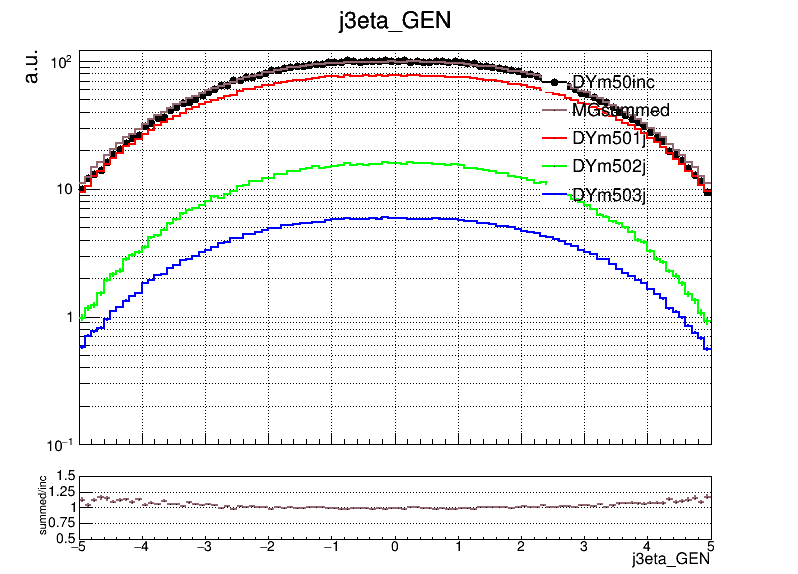 j3eta_GEN
a.u.
10²
10
1
10⁻¹
DYm50inc
MGsummed
DYm501j
DYm502j
DYm503j
summed/inc
1.5
1.25
1
0.75
0.5
−5 −4 −3 −2 −1 0 1 2 3 4 5
j3eta_GEN